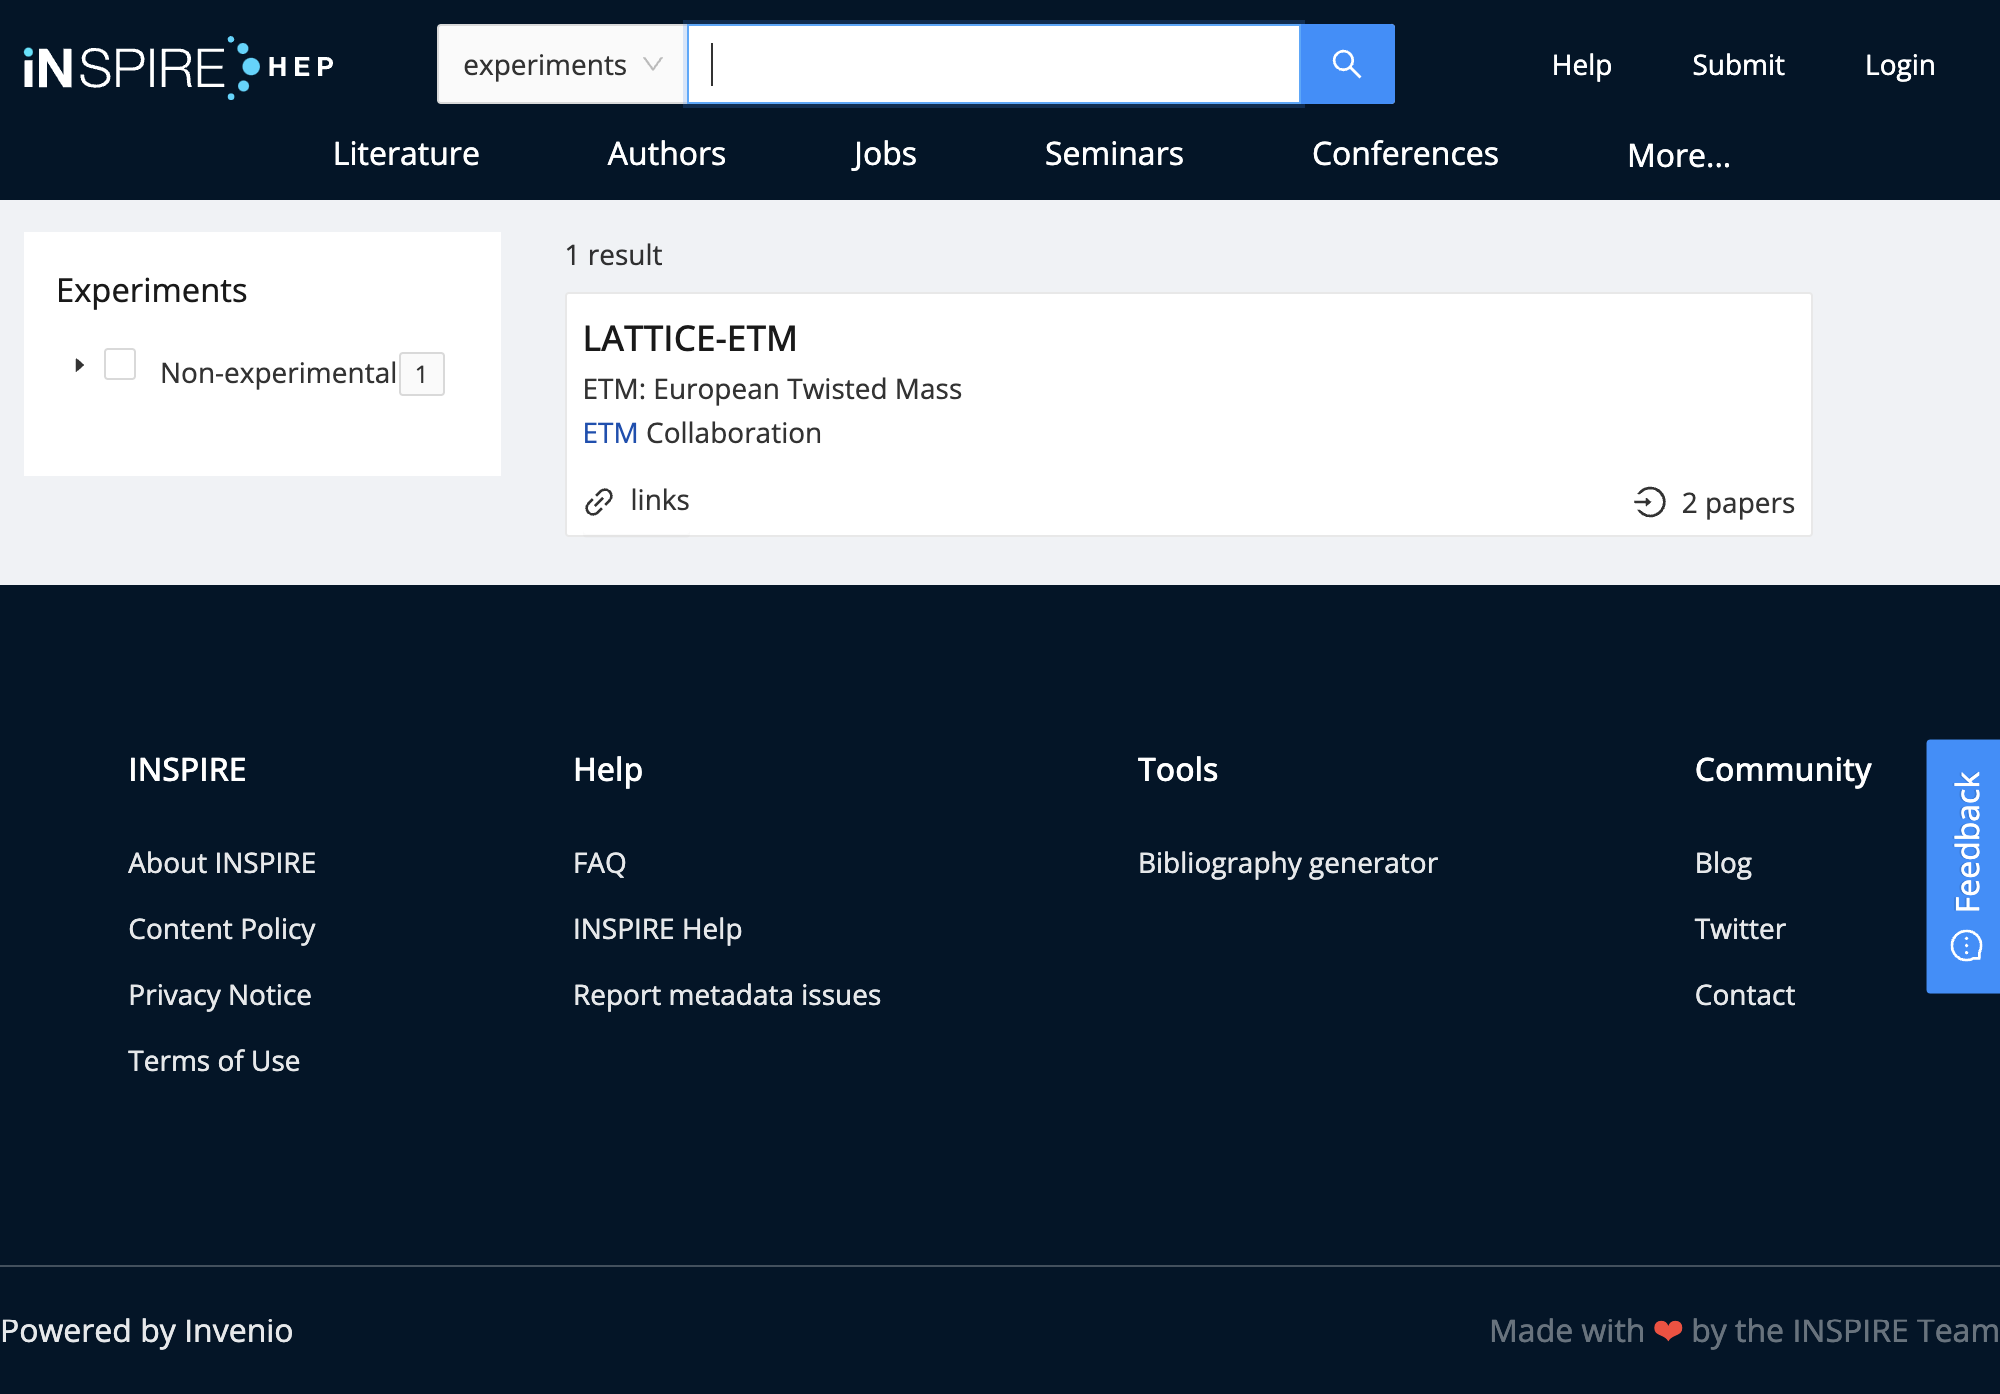 iNSPIRE HEP
experiments
Help
Submit
Login
Literature
Authors
Jobs
Seminars
Conferences
More...
Experiments
Non-experimental 1
1 result
LATTICE-ETM
ETM: European Twisted Mass
ETM Collaboration
links
2 papers
INSPIRE
About INSPIRE
Content Policy
Privacy Notice
Terms of Use
Help
FAQ
INSPIRE Help
Report metadata issues
Tools
Bibliography generator
Community
Blog
Twitter
Contact
Feedback
Powered by Invenio
Made with ❤ by the INSPIRE Team